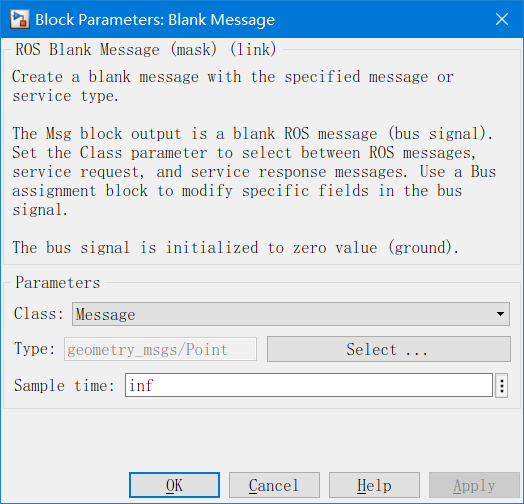 Block Parameters: Blank Message
ROS Blank Message (mask) (link)
Create a blank message with the specified message or
service type.
The Msg block output is a blank ROS message (bus signal).
Set the Class parameter to select between ROS messages,
service request, and service response messages. Use a Bus
assignment block to modify specific fields in the bus
signal.
The bus signal is initialized to zero value (ground).
Parameters
Class: Message
Type: geometry_msgs/Point Select ...
Sample time: inf
OK Cancel Help Apply